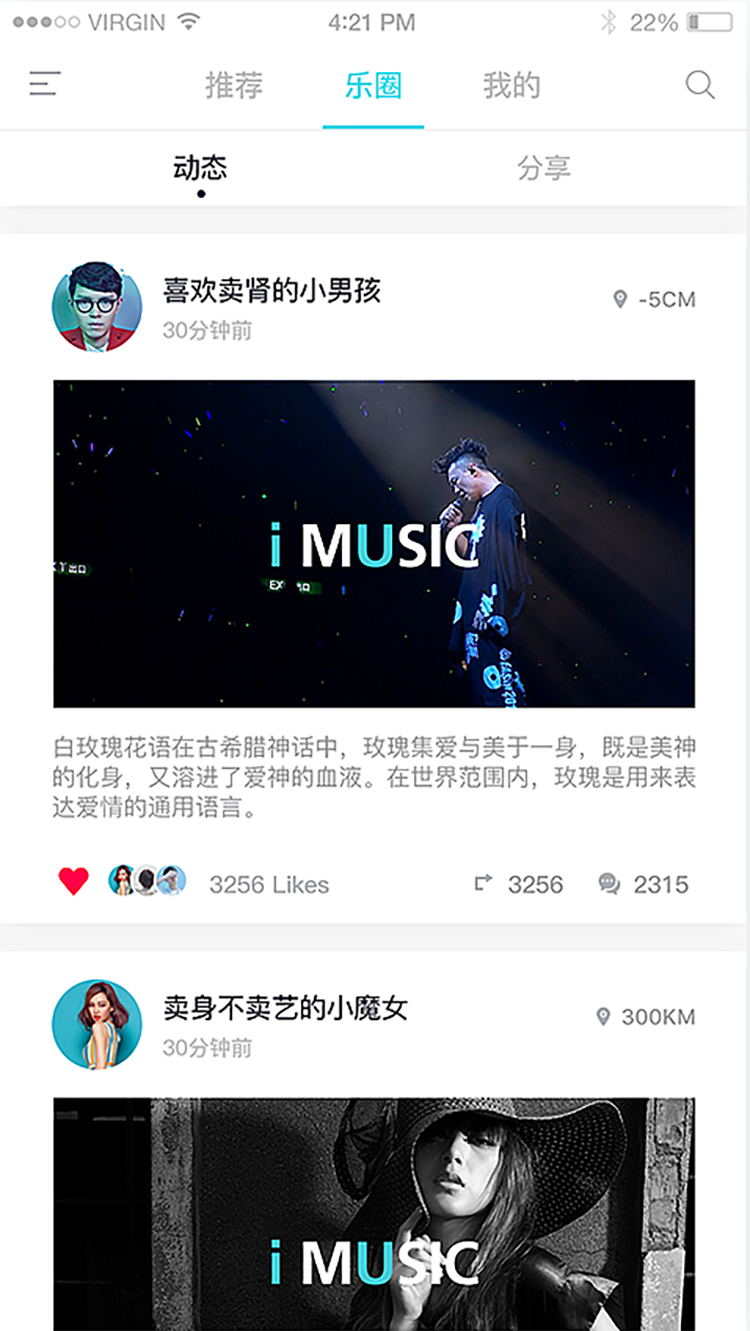 VIRGIN 4:21 PM 22%
推荐 乐圈 我的
动态 分享
喜欢卖肾的小男孩
-5CM
30分钟前
i MUSIC
出口
EX
白玫瑰花语在古希腊神话中，玫瑰集爱与美于一身，既是美神
的化身，又溶进了爱神的血液。在世界范围内，玫瑰是用来表
达爱情的通用语言。
3256 Likes 3256 2315
卖身不卖艺的小魔女
300KM
30分钟前
i MUSIC